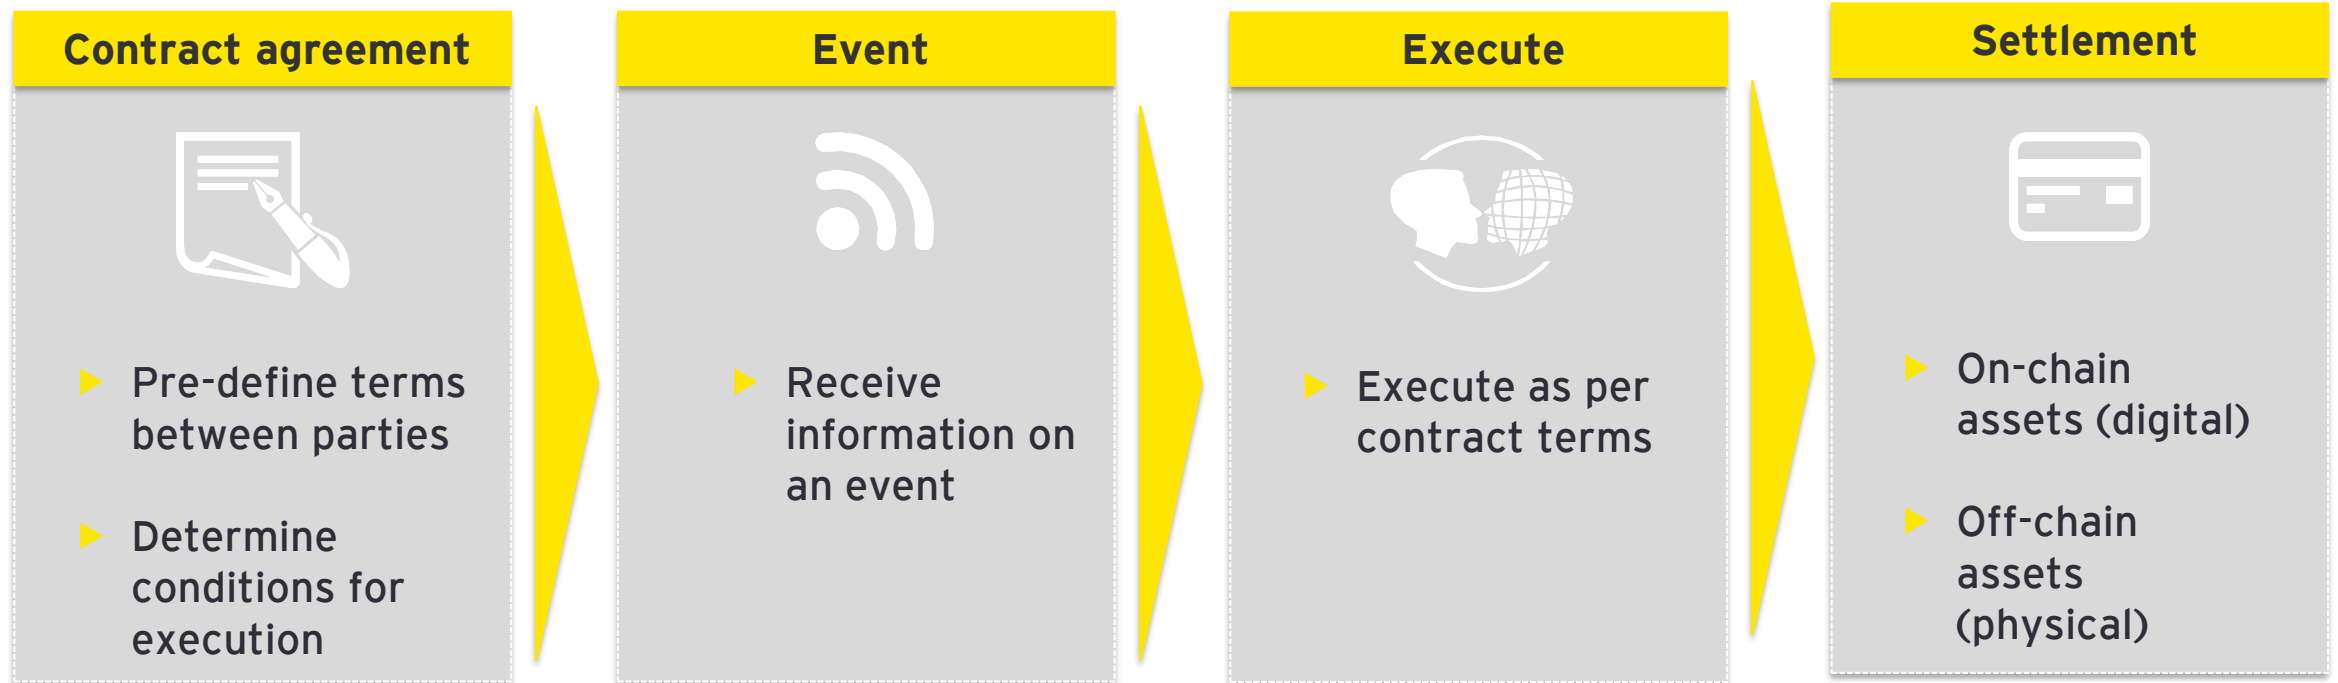 Contract agreement
Pre-define terms
between parties
Determine
conditions for
execution
Event
Receive
information on
an event
Execute
Execute as per
contract terms
Settlement
On-chain
assets (digital)
Off-chain
assets
(physical)